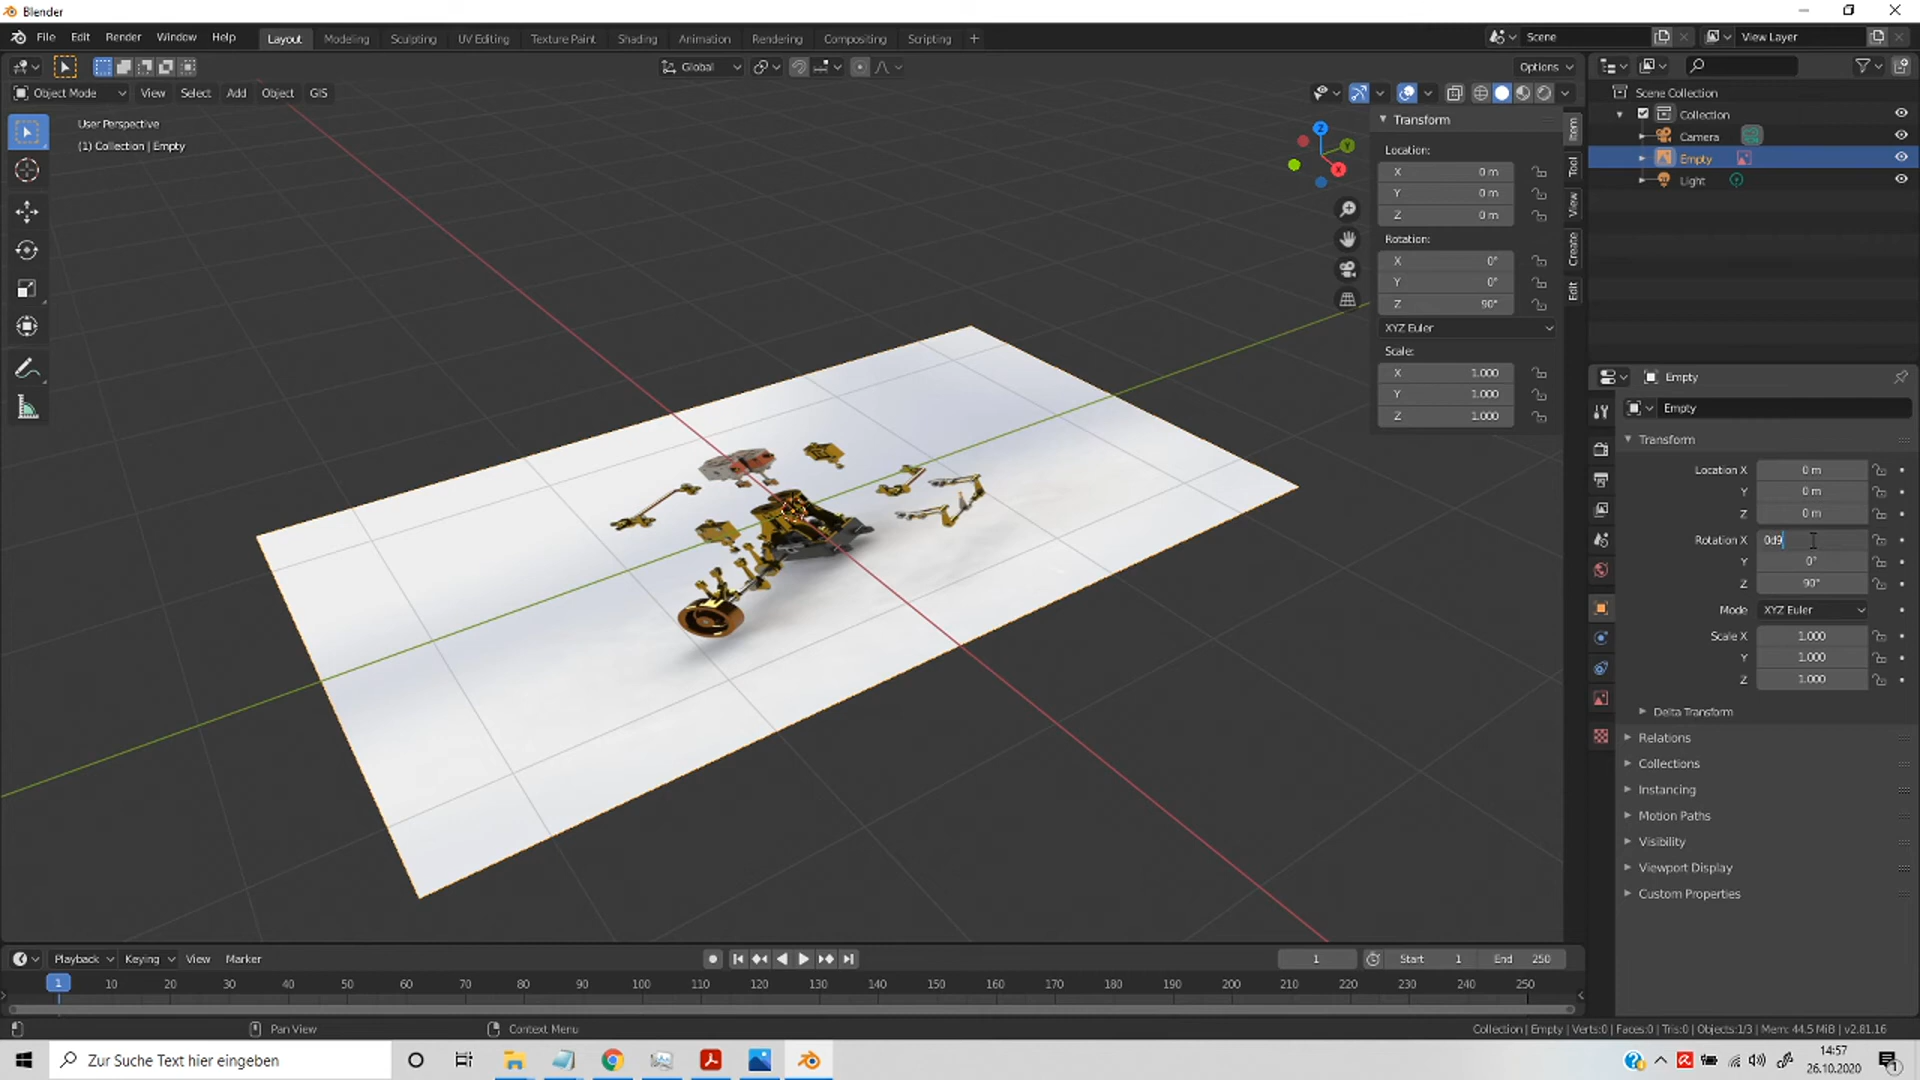 Blender
File Edit Render Window Help Layout Modeling Sculpting UV Editing Texture Paint Shading Animation Rendering Compositing Scripting + Scene View Layer
Global Options
Object Mode View Select Add Object GIS
User Perspective
(1) Collection | Empty
Z
Y
X
Transform
Location:
X 0 m
Y 0 m
Z 0 m
Rotation:
X 0°
Y 0°
Z 90°
XYZ Euler
Scale:
X 1.000
Y 1.000
Z 1.000
Item
Tool
View
Create
Edit
Scene Collection
Collection
Camera
Empty
Light
Empty
Empty
Transform
Location X 0 m
Y 0 m
Z 0 m
Rotation X 0d9
Y 0°
Z 90°
Mode XYZ Euler
Scale X 1.000
Y 1.000
Z 1.000
Delta Transform
Relations
Collections
Instancing
Motion Paths
Visibility
Viewport Display
Custom Properties
Playback Keying View Marker 1 Start 1 End 250
1 10 20 30 40 50 60 70 80 90 100 110 120 130 140 150 160 170 180 190 200 210 220 230 240 250
Pan View Context Menu Collection | Empty | Verts:0 | Faces:0 | Tris:0 | Objects:1/3 | Mem: 44.5 MiB | v2.81.16
Zur Suche Text hier eingeben
14:57
26.10.2020
1